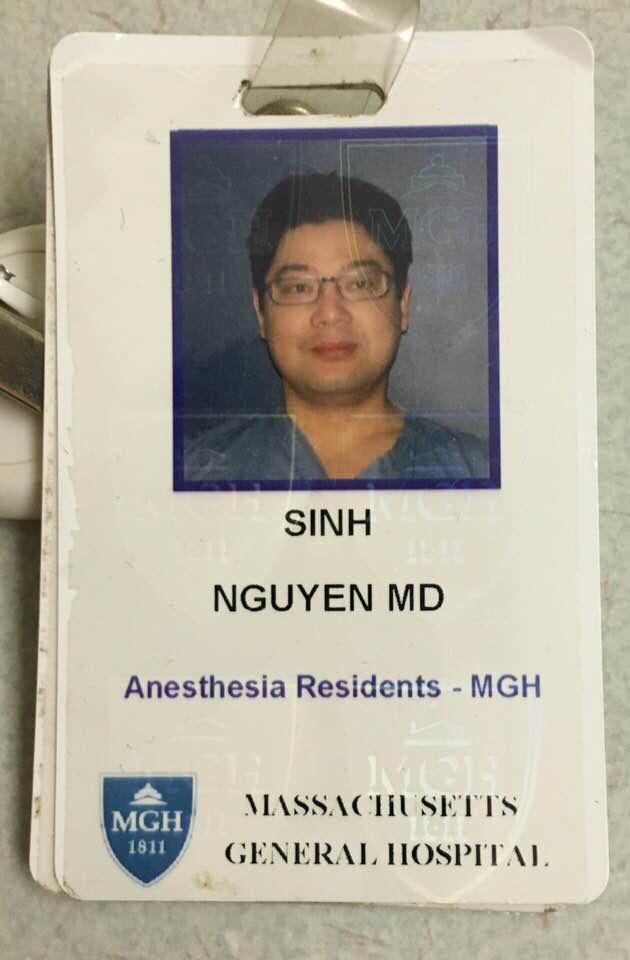 SINH
NGUYEN MD
Anesthesia Residents - MGH
MGH
1811
MASSACHUSETTS
GENERAL HOSPITAL